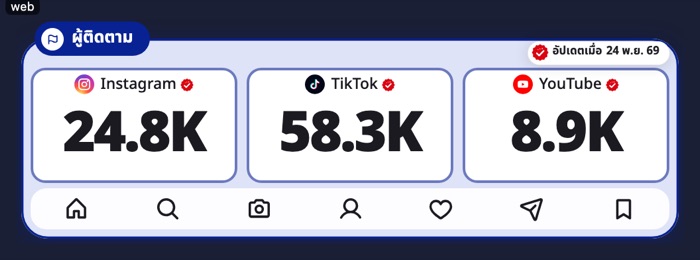 web
ผู้ติดตาม
อัปเดตเมื่อ 24 พ.ย. 69
Instagram
24.8K
TikTok
58.3K
YouTube
8.9K